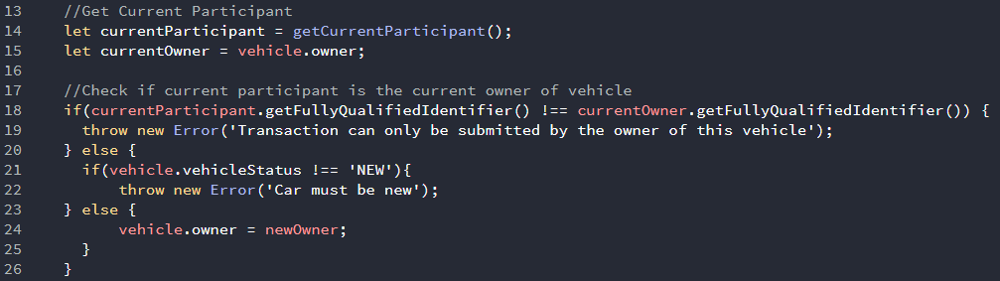 13 //Get Current Participant
14 let currentParticipant = getCurrentParticipant();
15 let currentOwner = vehicle.owner;
16
17 //Check if current participant is the current owner of vehicle
18 if(currentParticipant.getFullyQualifiedIdentifier() !== currentOwner.getFullyQualifiedIdentifier()) {
19 throw new Error('Transaction can only be submitted by the owner of this vehicle');
20 } else {
21 if(vehicle.vehicleStatus !== 'NEW'){
22 throw new Error('Car must be new');
23 } else {
24 vehicle.owner = newOwner;
25 }
26 }